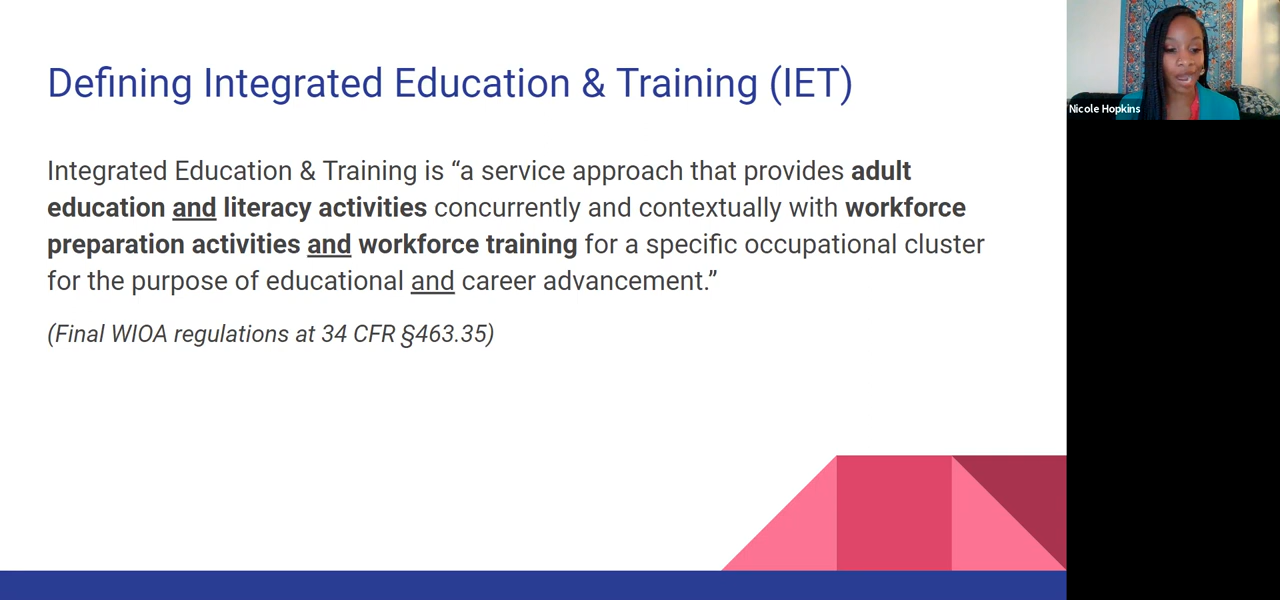 Defining Integrated Education & Training (IET)
Integrated Education & Training is “a service approach that provides adult
education and literacy activities concurrently and contextually with workforce
preparation activities and workforce training for a specific occupational cluster
for the purpose of educational and career advancement.”
(Final WIOA regulations at 34 CFR §463.35)
Nicole Hopkins